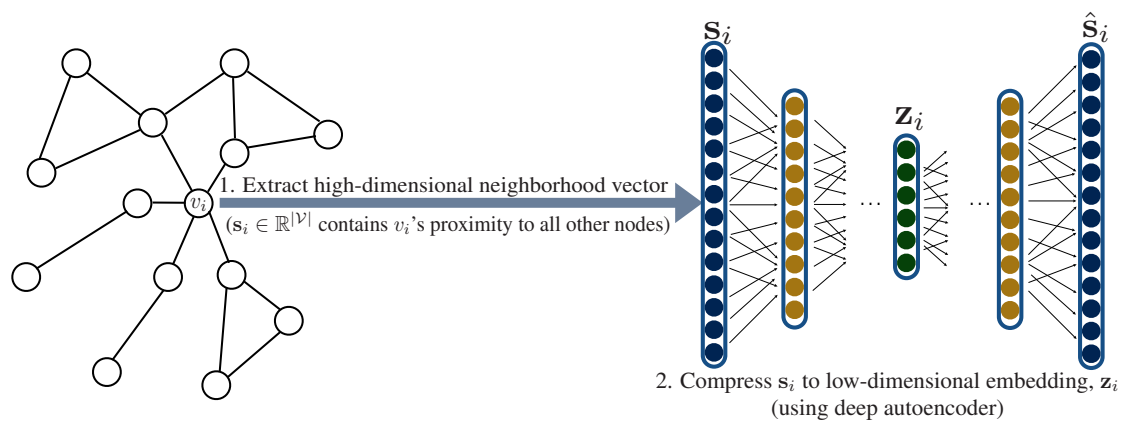 v_i
1. Extract high-dimensional neighborhood vector
(s_i ∈ ℝ^|𝒱| contains v_i's proximity to all other nodes)
s_i
z_i
ŝ_i
...
...
2. Compress s_i to low-dimensional embedding, z_i
(using deep autoencoder)